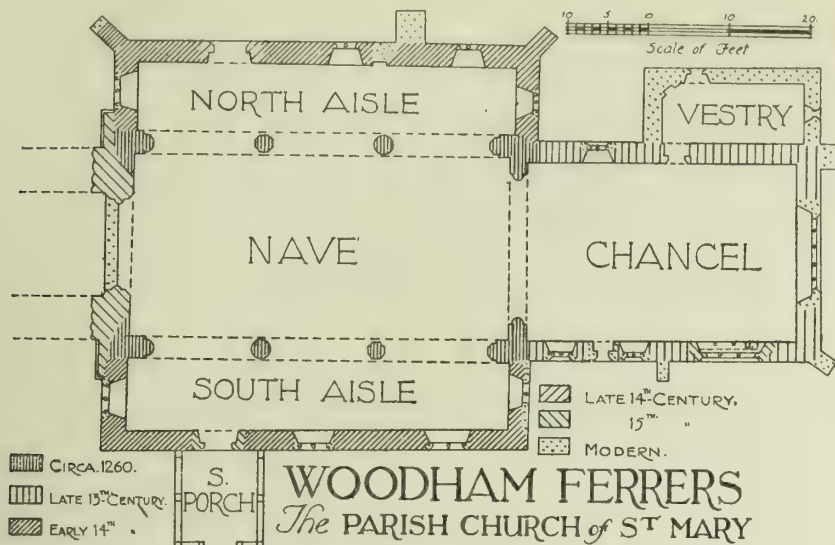 10 5 0 10 20
Scale of Feet
NORTH AISLE
VESTRY
NAVE
CHANCEL
SOUTH AISLE
S.
PORCH
CIRCA. 1260.
LATE 13TH CENTURY.
EARLY 14TH "
LATE 14TH CENTURY.
15TH "
MODERN.
WOODHAM FERRERS
The PARISH CHURCH of ST MARY